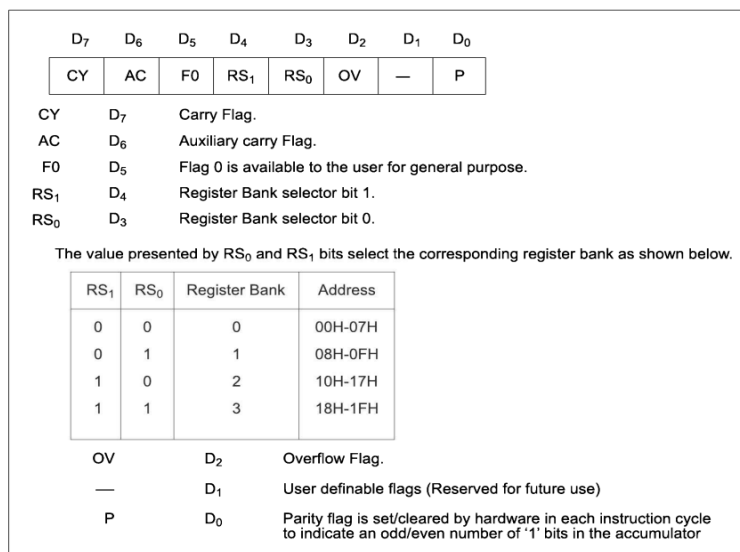 D₇ D₆ D₅ D₄ D₃ D₂ D₁ D₀
CY AC F0 RS₁ RS₀ OV — P
CY D₇ Carry Flag.
AC D₆ Auxiliary carry Flag.
F0 D₅ Flag 0 is available to the user for general purpose.
RS₁ D₄ Register Bank selector bit 1.
RS₀ D₃ Register Bank selector bit 0.
The value presented by RS₀ and RS₁ bits select the corresponding register bank as shown below.
RS₁ RS₀ Register Bank Address
0 0 0 00H-07H
0 1 1 08H-0FH
1 0 2 10H-17H
1 1 3 18H-1FH
OV D₂ Overflow Flag.
— D₁ User definable flags (Reserved for future use)
P D₀ Parity flag is set/cleared by hardware in each instruction cycle
to indicate an odd/even number of ‘1’ bits in the accumulator